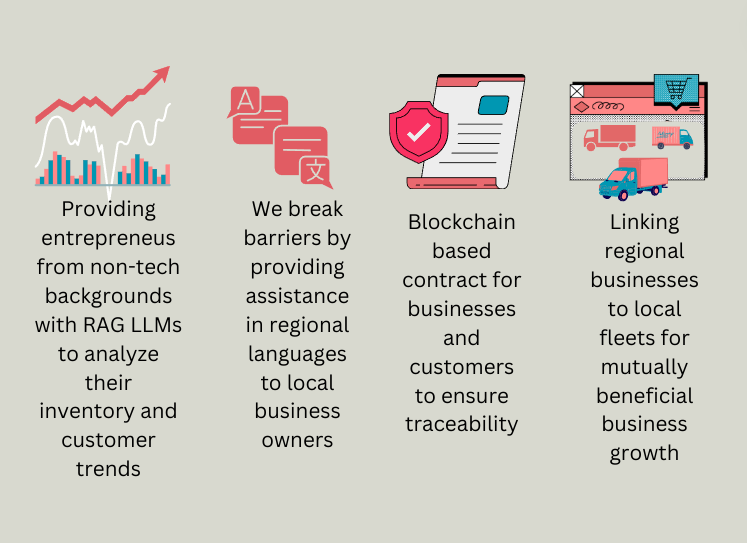 Providing
entrepreneus
from non-tech
backgrounds
with RAG LLMs
to analyze
their
inventory and
customer
trends
A
文
We break
barriers by
providing
assistance
in regional
languages
to local
business
owners
Blockchain
based
contract for
businesses
and
customers
to ensure
traceability
Linking
regional
businesses
to local
fleets for
mutually
beneficial
business
growth